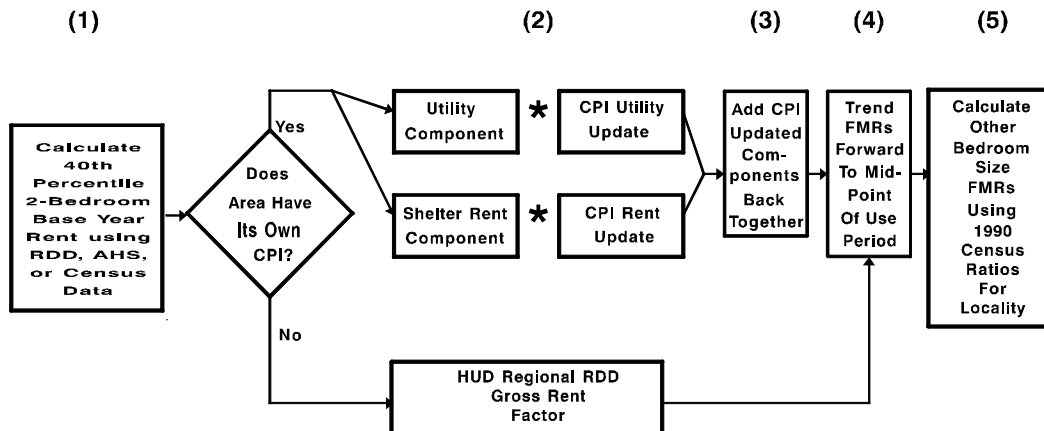 (1)
(2)
(3)
(4)
(5)
Calculate
40th
Percentile
2-Bedroom
Base Year
Rent using
RDD, AHS,
or Census
Data
Does
Area Have
Its Own
CPI?
Yes
No
Utility
Component
*
CPI Utility
Update
Shelter Rent
Component
*
CPI Rent
Update
HUD Regional RDD
Gross Rent
Factor
Add CPI
Updated
Com-
ponents
Back
Together
Trend
FMRs
Forward
To Mid-
Point
Of Use
Period
Calculate
Other
Bedroom
Size
FMRs
Using
1990
Census
Ratios
For
Locality